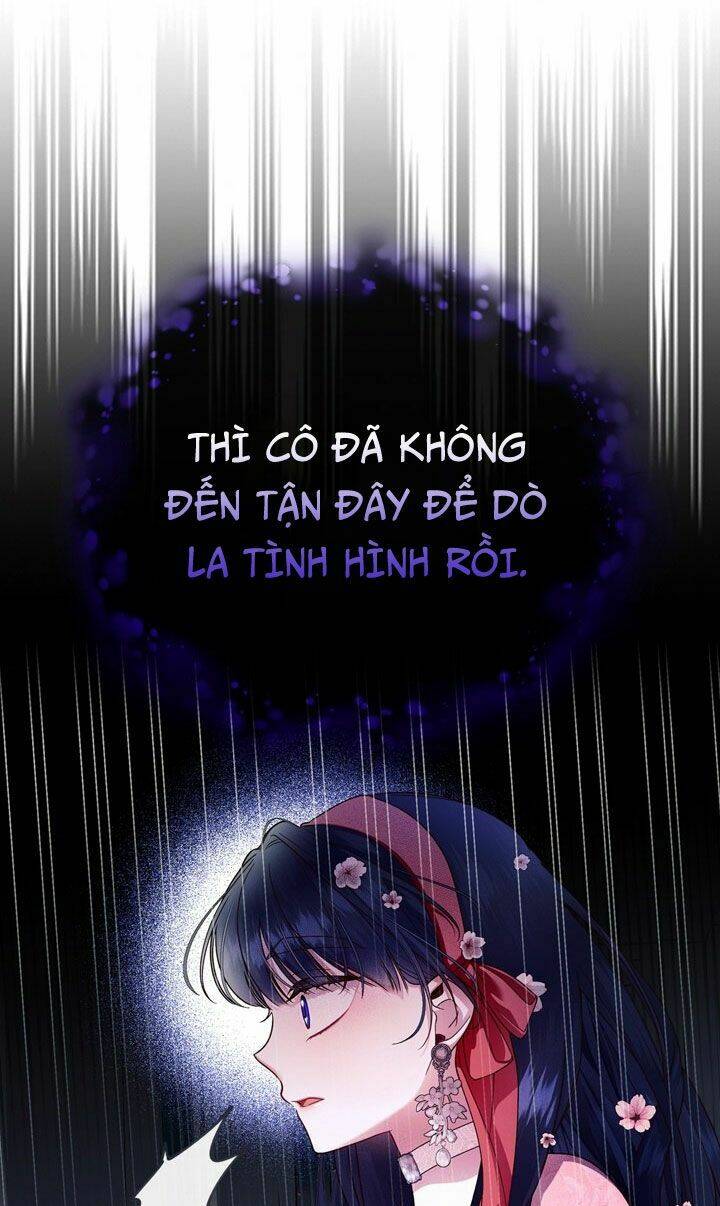 THÌ CÔ ĐÃ KHÔNG
ĐẾN TẬN ĐÂY ĐỂ DÒ
LA TÌNH HÌNH RỒI.